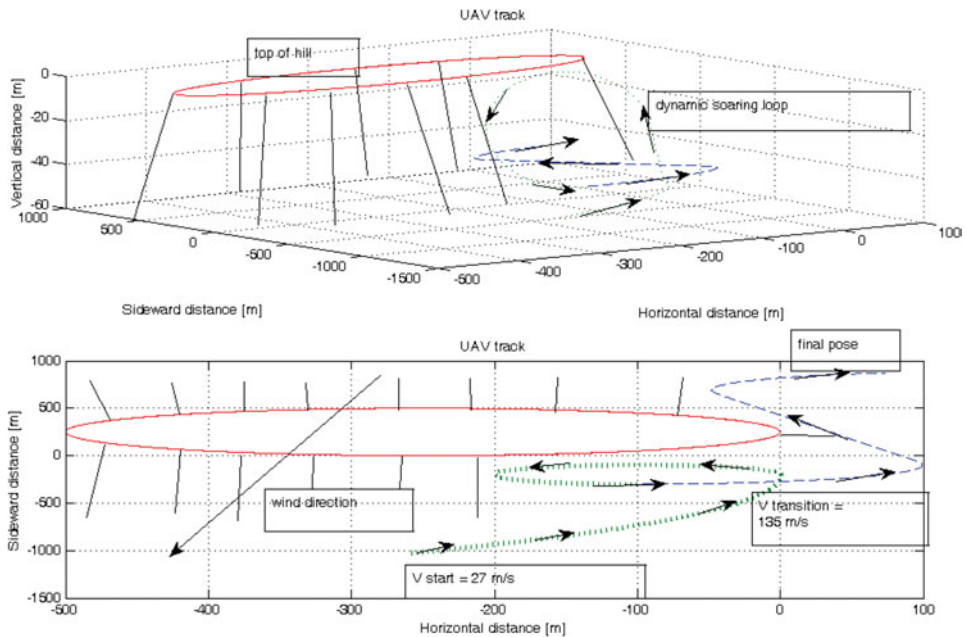 UAV track
top of hill
dynamic soaring loop
Vertical distance [m]
0
-20
-40
-60
1000
500
0
-500
-1000
-1500
-500
-400
-300
-200
-100
0
100
Sideward distance [m]
Horizontal distance [m]
UAV track
final pose
Sideward distance [m]
1000
500
0
-500
-1000
-1500
wind direction
V transition =
135 m/s
V start = 27 m/s
-500
-400
-300
-200
-100
0
100
Horizontal distance [m]